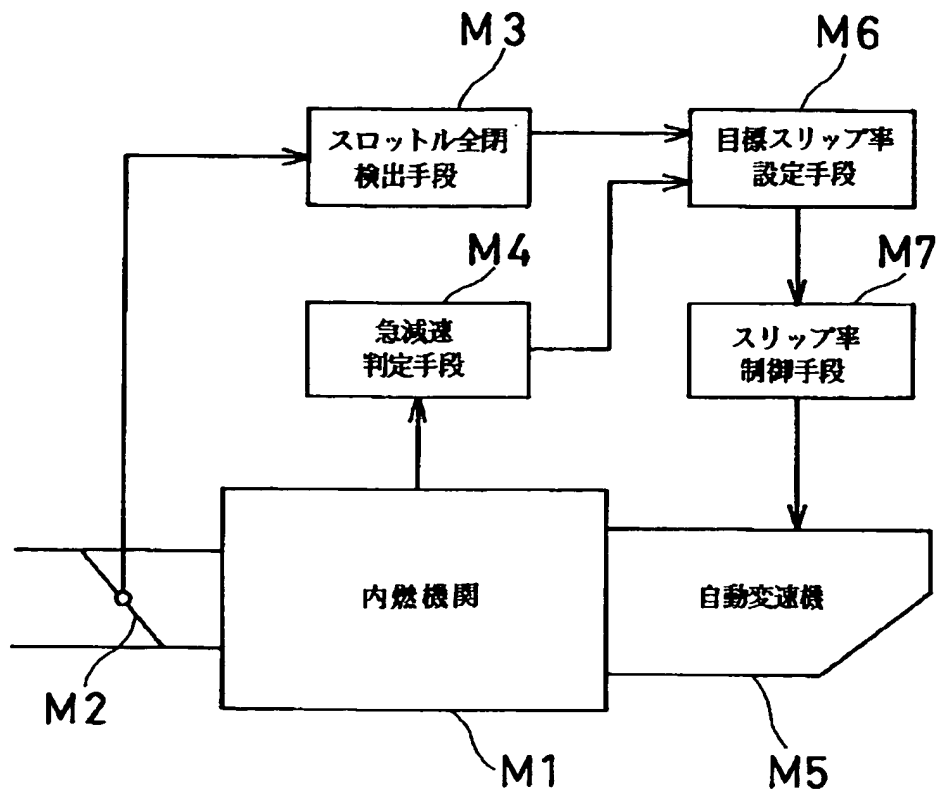 M3
M6
スロットル全閉
検出手段
目標スリップ率
設定手段
M4
M7
急減速
判定手段
スリップ率
制御手段
内燃機関
自動変速機
M2
M1
M5